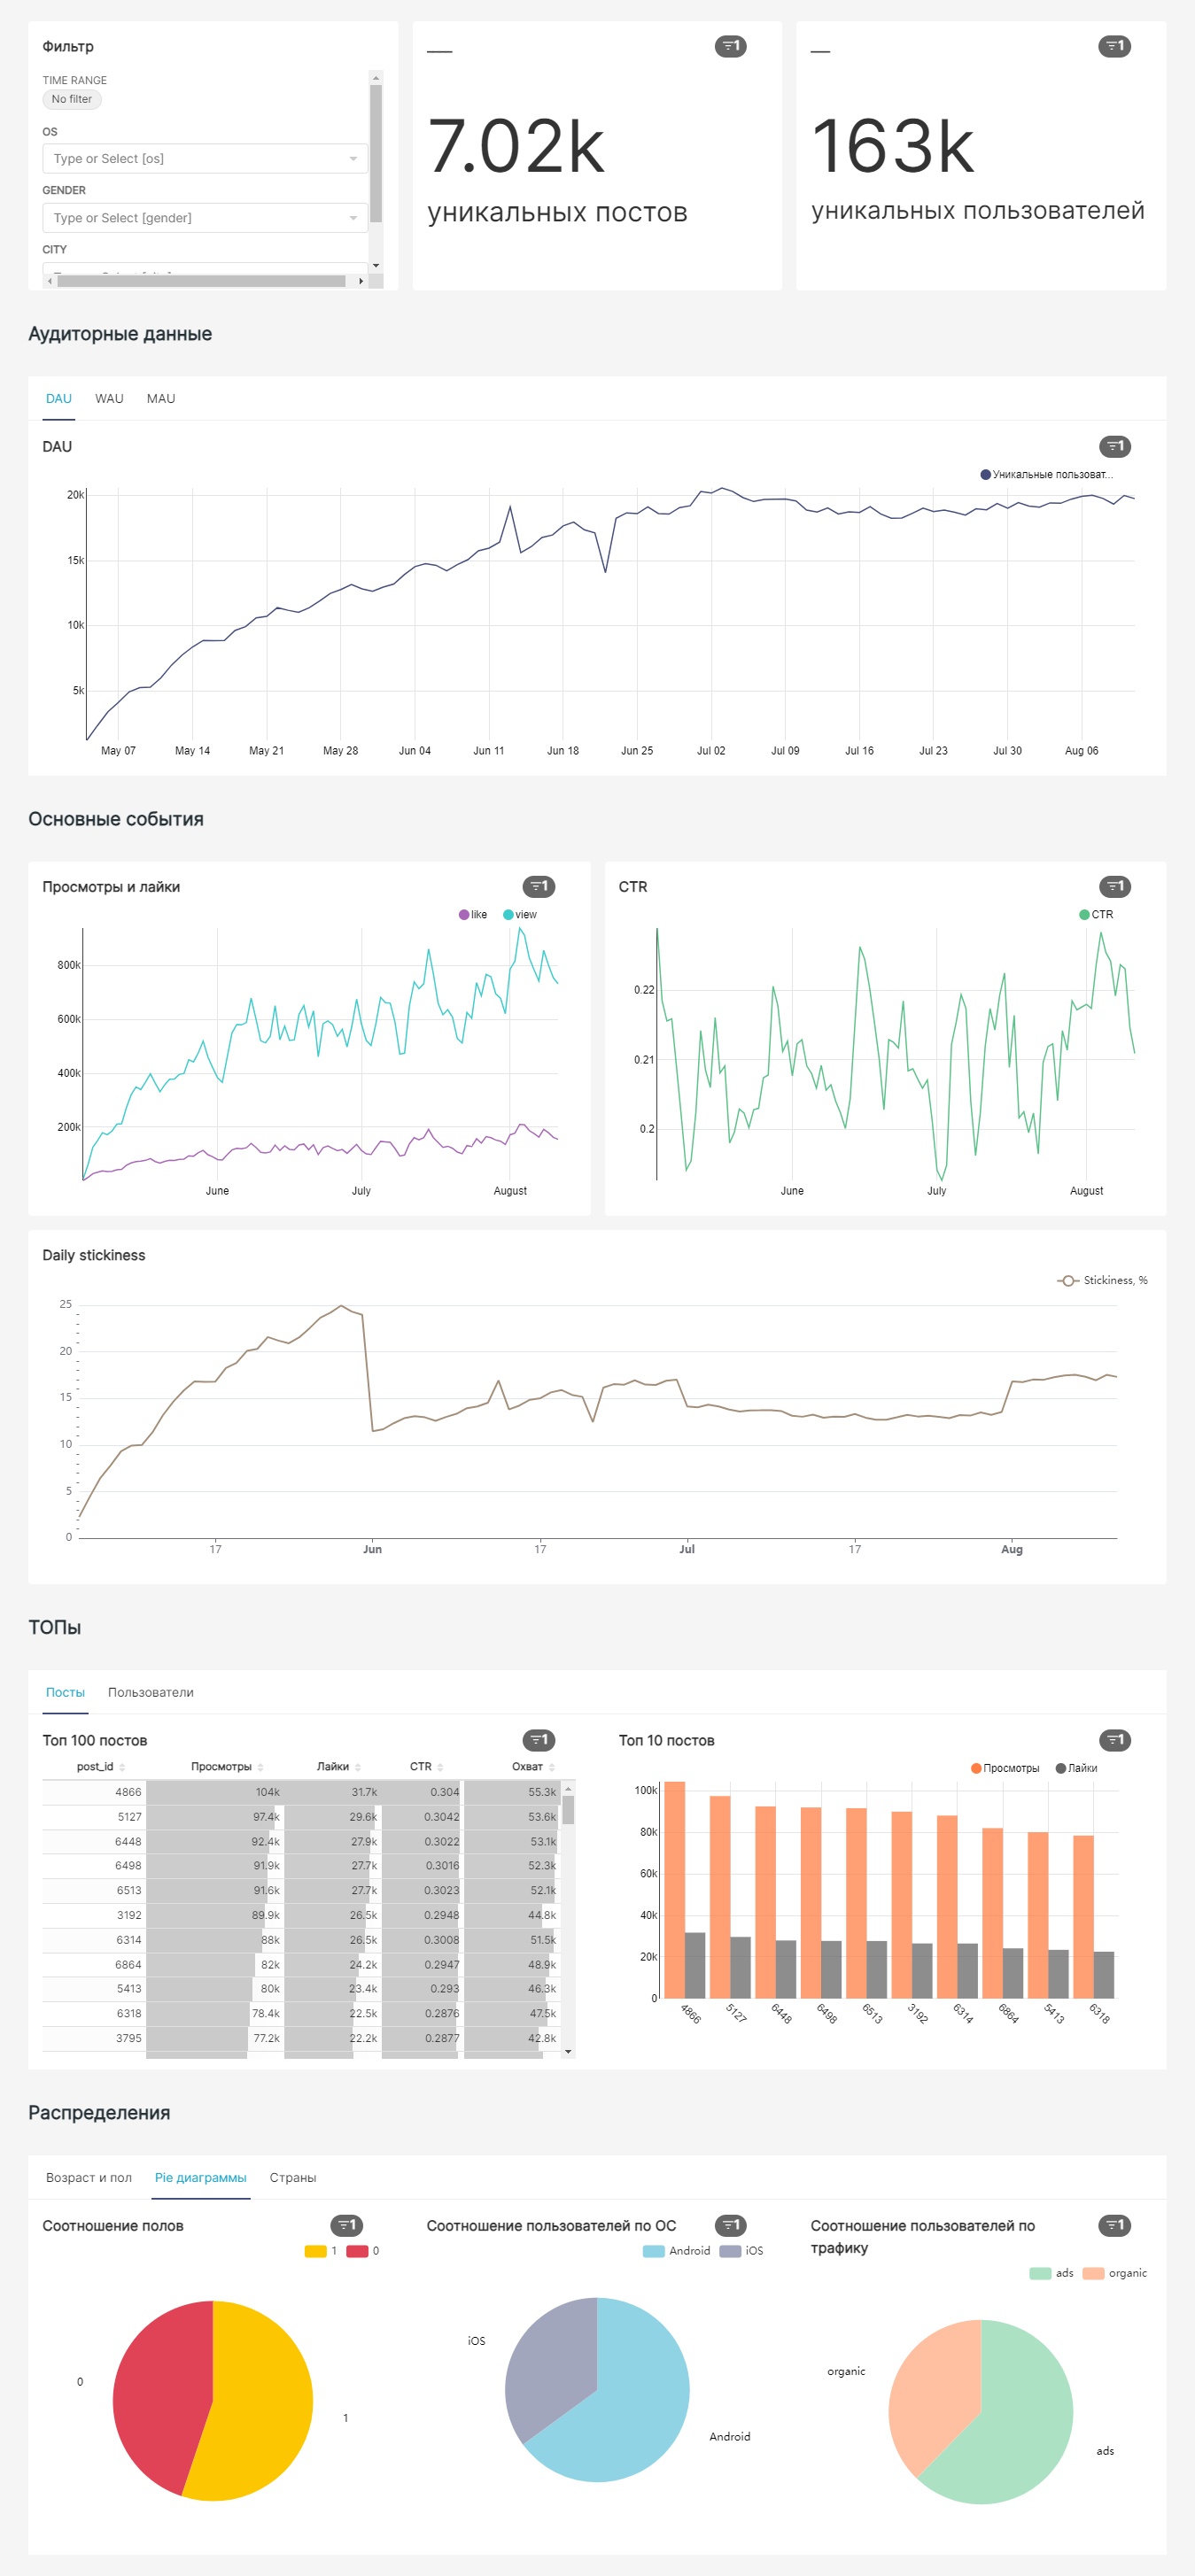 Фильтр
TIME RANGE
No filter
OS
Type or Select [os]
GENDER
Type or Select [gender]
CITY
1
7.02k
уникальных постов
1
163k
уникальных пользователей
Аудиторные данные
DAU WAU MAU
DAU 1
Уникальные пользоват...
20k
15k
10k
5k
May 07 May 14 May 21 May 28 Jun 04 Jun 11 Jun 18 Jun 25 Jul 02 Jul 09 Jul 16 Jul 23 Jul 30 Aug 06
Основные события
Просмотры и лайки 1
like view
800k
600k
400k
200k
June July August
CTR 1
CTR
0.22
0.21
0.2
June July August
Daily stickiness
Stickiness, %
25
20
15
10
5
0
17 Jun 17 Jul 17 Aug
ТОПы
Посты Пользователи
Топ 100 постов 1
post_id Просмотры Лайки CTR Охват
4866 104k 31.7k 0.304 55.3k
5127 97.4k 29.6k 0.3042 53.6k
6448 92.4k 27.9k 0.3022 53.1k
6498 91.9k 27.7k 0.3016 52.3k
6513 91.6k 27.7k 0.3023 52.1k
3192 89.9k 26.5k 0.2948 44.8k
6314 88k 26.5k 0.3008 51.5k
6864 82k 24.2k 0.2947 48.9k
5413 80k 23.4k 0.293 46.3k
6318 78.4k 22.5k 0.2876 47.5k
3795 77.2k 22.2k 0.2877 42.8k
Топ 10 постов 1
Просмотры Лайки
100k
80k
60k
40k
20k
0
4866 5127 6448 6498 6513 3192 6314 6864 5413 6318
Распределения
Возраст и пол Pie диаграммы Страны
Соотношение полов 1
1 0
0
1
Соотношение пользователей по ОС 1
Android iOS
iOS
Android
Соотношение пользователей по 1
трафику
ads organic
organic
ads